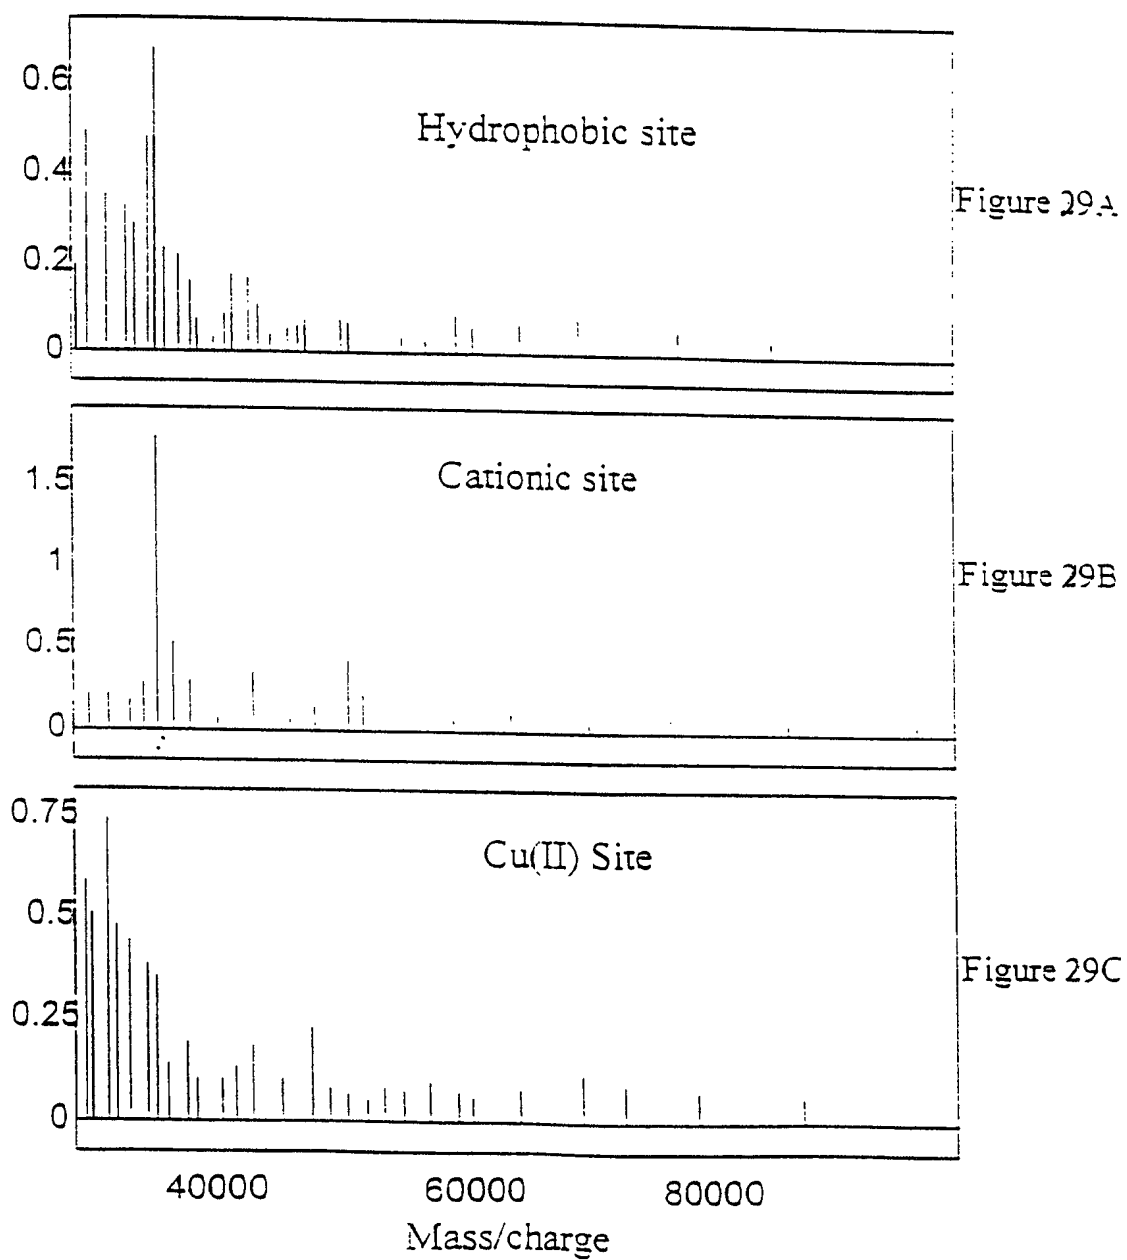 0.6
0.4
0.2
0
Hydrophobic site
Figure 29A
1.5
1
0.5
0
Cationic site
Figure 29B
0.75
0.5
0.25
0
Cu(II) Site
Figure 29C
40000 60000 80000
Mass/charge